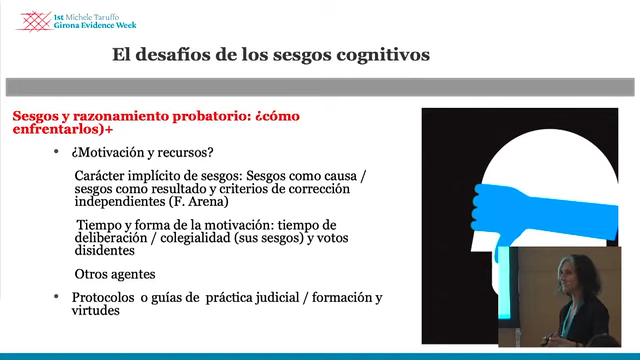 1st Michele Taruffo
Girona Evidence Week
El desafíos de los sesgos cognitivos
Sesgos y razonamiento probatorio: ¿cómo
enfrentarlos)+
• ¿Motivación y recursos?
Carácter implícito de sesgos: Sesgos como causa /
sesgos como resultado y criterios de corrección
independientes (F. Arena)
Tiempo y forma de la motivación: tiempo de
deliberación / colegialidad (sus sesgos) y votos
disidentes
Otros agentes
• Protocolos o guías de práctica judicial / formación y
virtudes